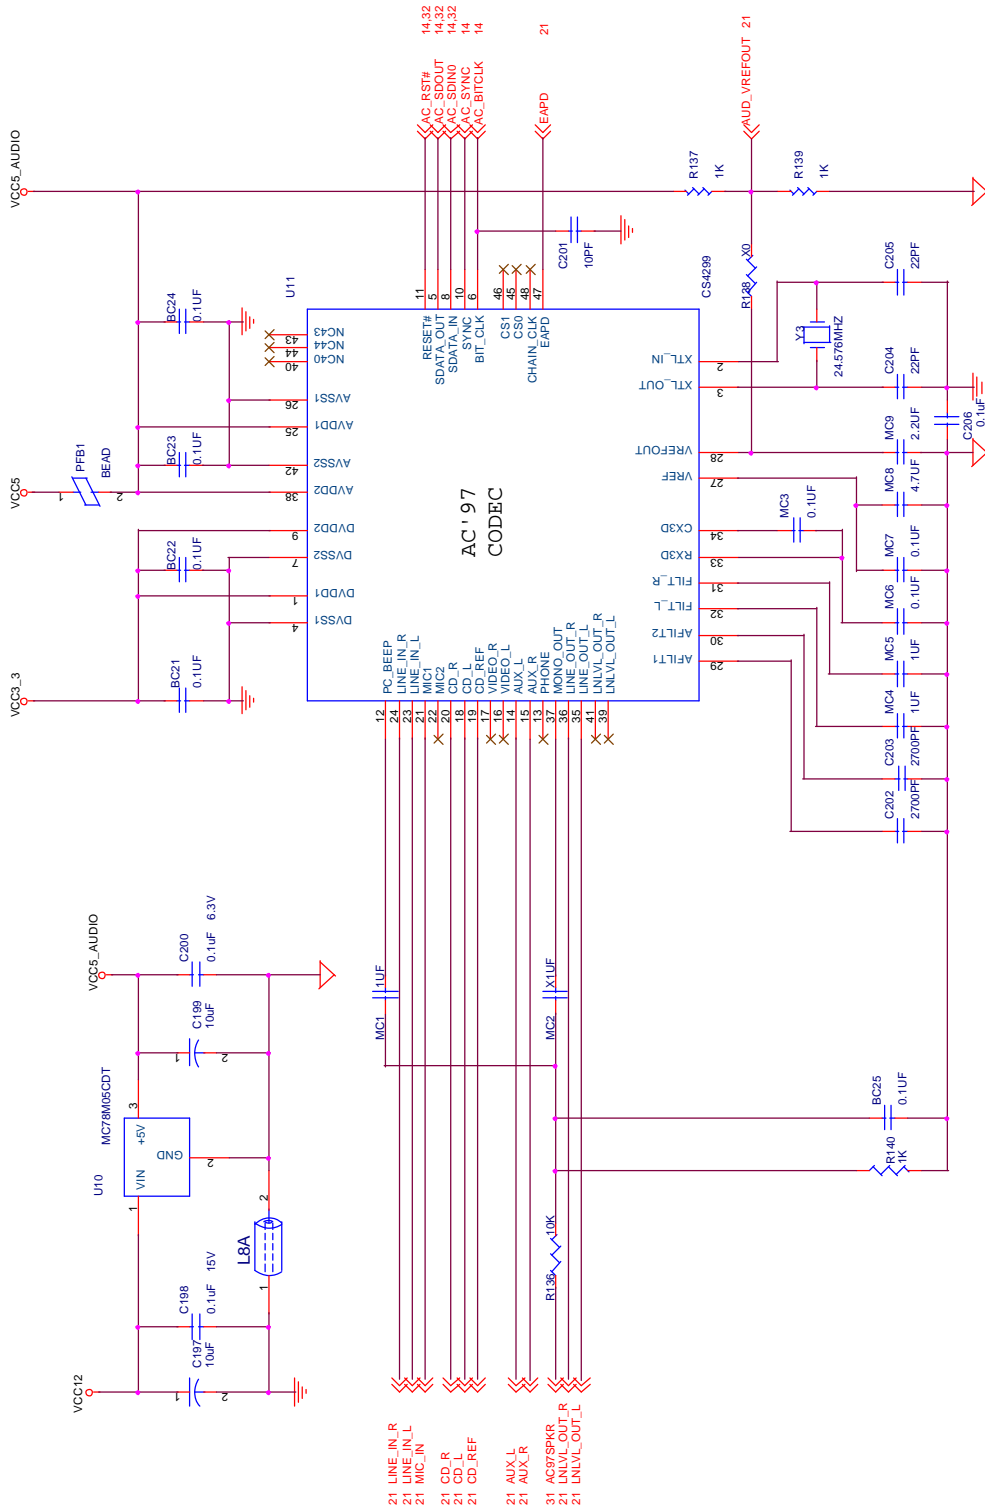 VCC5_AUDIO
AC_RST# 14,32
AC_SDOUT 14,32
AC_SDIN0 14,32
AC_SYNC 14
AC_BITCLK 14
EAPD 21
AUD_VREFOUT 21
R137
1K
R139
1K
C201
10PF
BC24
0.1UF
U11
CS4299
R138
X0
C205
22PF
Y3
24.576MHZ
C204
22PF
C206
0.1uF
MC9
2.2UF
MC8
4.7UF
MC7
0.1UF
MC6
0.1UF
MC5
1UF
MC4
1UF
C203
2700PF
C202
2700PF
MC3
0.1UF
11 RESET#
5 SDATA_OUT
8 SDATA_IN
10 SYNC
6 BIT_CLK
46 CS1
45 CS0
48 CHAIN_CLK
47 EAPD
43 NC43
44 NC44
40 NC40
26 AVSS1
25 AVDD1
42 AVSS2
38 AVDD2
9 DVDD2
7 DVSS2
1 DVDD1
4 DVSS1
XTL_IN 2
XTL_OUT 3
VREFOUT 28
VREF 27
CX3D 34
RX3D 33
FILT_R 31
FILT_L 32
AFILT2 30
AFILT1 29
AC'97
CODEC
12 PC_BEEP
24 LINE_IN_R
23 LINE_IN_L
21 MIC1
22 MIC2
20 CD_R
18 CD_L
19 CD_REF
17 VIDEO_R
16 VIDEO_L
14 AUX_L
15 AUX_R
13 PHONE
37 MONO_OUT
36 LINE_OUT_R
35 LINE_OUT_L
41 LNLVL_OUT_R
39 LNLVL_OUT_L
VCC5
1
PFB1
BEAD
2
BC23
0.1UF
BC22
0.1UF
VCC3_3
BC21
0.1UF
VCC5_AUDIO
C200
0.1uF 6.3V
C199
10uF
1
2
MC78M05CDT
U10
3 +5V
GND 2
VIN 1
L8A
2
1
C198
0.1uF 15V
C197
10uF
1
2
VCC12
MC1
1UF
MC2
X1UF
BC25
0.1UF
R140
1K
R136
10K
21 LINE_IN_R
21 LINE_IN_L
21 MIC_IN
21 CD_R
21 CD_L
21 CD_REF
21 AUX_L
21 AUX_R
31 AC97SPKR
21 LNLVL_OUT_R
21 LNLVL_OUT_L